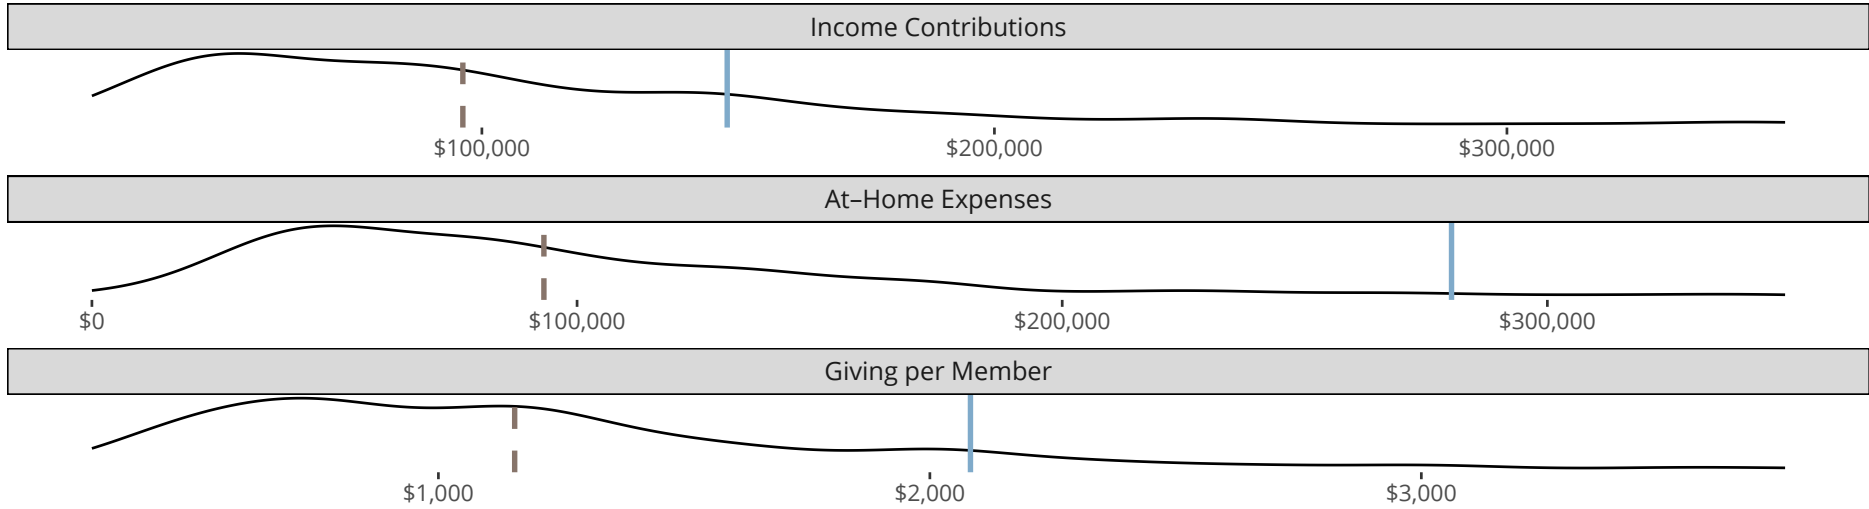 Income Contributions
$100,000 $200,000 $300,000
At–Home Expenses
$0 $100,000 $200,000 $300,000
Giving per Member
$1,000 $2,000 $3,000